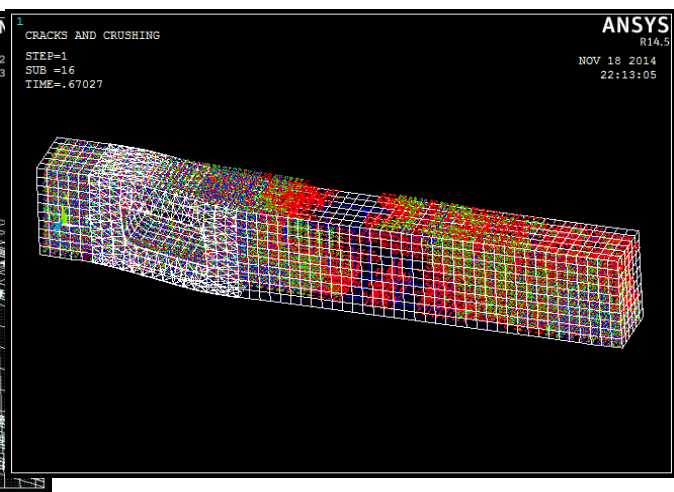 1
CRACKS AND CRUSHING
STEP=1
SUB =16
TIME=.67027
ANSYS
R14.5
NOV 18 2014
22:13:05